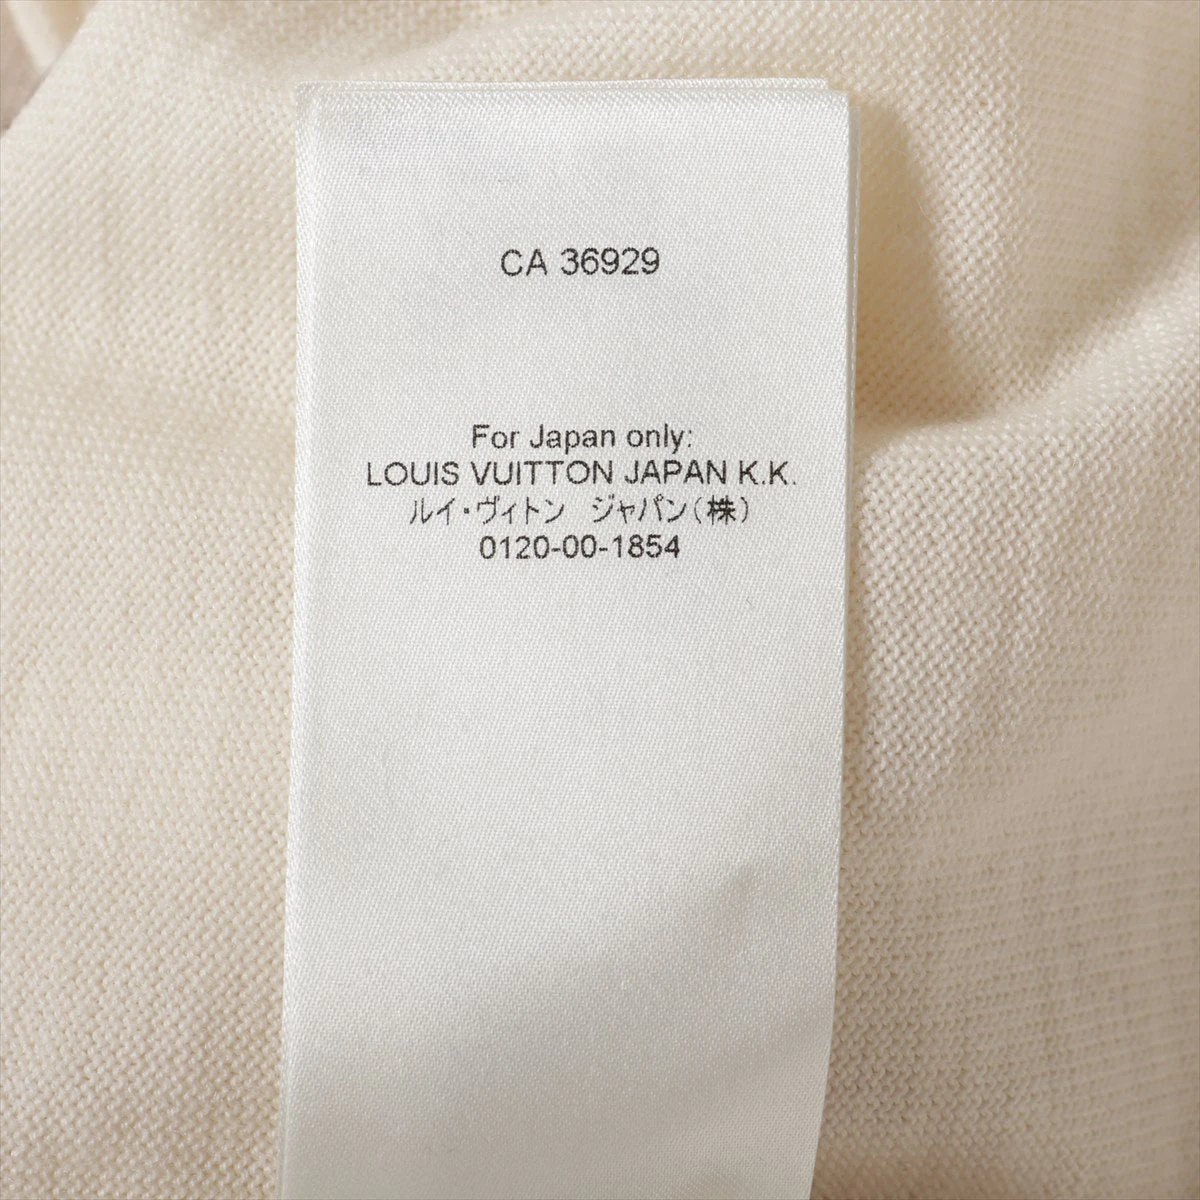 CA 36929
For Japan only:
LOUIS VUITTON JAPAN K.K.
ルイ・ヴィトン ジャパン(株)
0120-00-1854